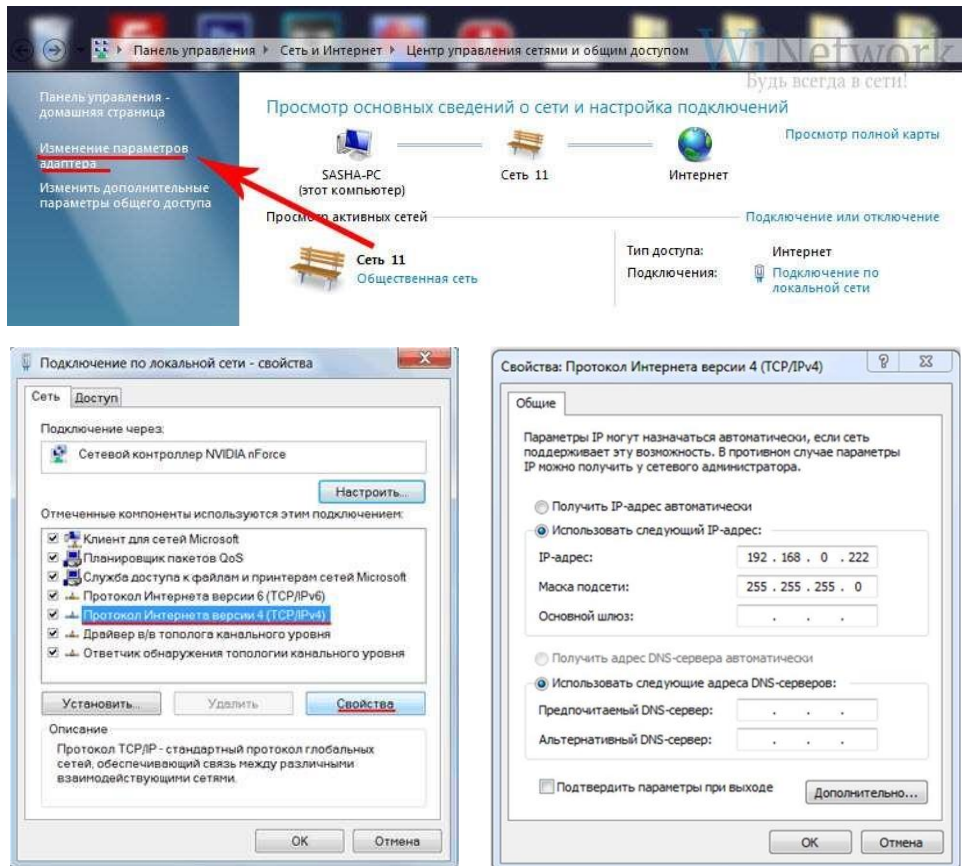 Панель управления Сеть и Интернет Центр управления сетями и общим доступом
WiNetwork
Будь всегда в сети!
Панель управления -
домашняя страница
Изменение параметров
адаптера
Изменить дополнительные
параметры общего доступа
Просмотр основных сведений о сети и настройка подключений
Просмотр полной карты
SASHA-PC
(этот компьютер)
Сеть 11
Интернет
Просмотр активных сетей
Подключение или отключение
Сеть 11
Общественная сеть
Тип доступа: Интернет
Подключения: Подключение по
локальной сети
Подключение по локальной сети - свойства
Сеть Доступ
Подключение через:
Сетевой контроллер NVIDIA nForce
Настроить...
Отмеченные компоненты используются этим подключением:
Клиент для сетей Microsoft
Планировщик пакетов QoS
Служба доступа к файлам и принтерам сетей Microsoft
Протокол Интернета версии 6 (TCP/IPv6)
Протокол Интернета версии 4 (TCP/IPv4)
Драйвер в/в тополога канального уровня
Ответчик обнаружения топологии канального уровня
Установить... Удалить Свойства
Описание
Протокол TCP/IP - стандартный протокол глобальных
сетей, обеспечивающий связь между различными
взаимодействующими сетями.
OK Отмена
Свойства: Протокол Интернета версии 4 (TCP/IPv4)
Общие
Параметры IP могут назначаться автоматически, если сеть
поддерживает эту возможность. В противном случае параметры
IP можно получить у сетевого администратора.
Получить IP-адрес автоматически
Использовать следующий IP-адрес:
IP-адрес: 192 . 168 . 0 . 222
Маска подсети: 255 . 255 . 255 . 0
Основной шлюз: . . .
Получить адрес DNS-сервера автоматически
Использовать следующие адреса DNS-серверов:
Предпочитаемый DNS-сервер: . . .
Альтернативный DNS-сервер: . . .
Подтвердить параметры при выходе
Дополнительно...
OK Отмена